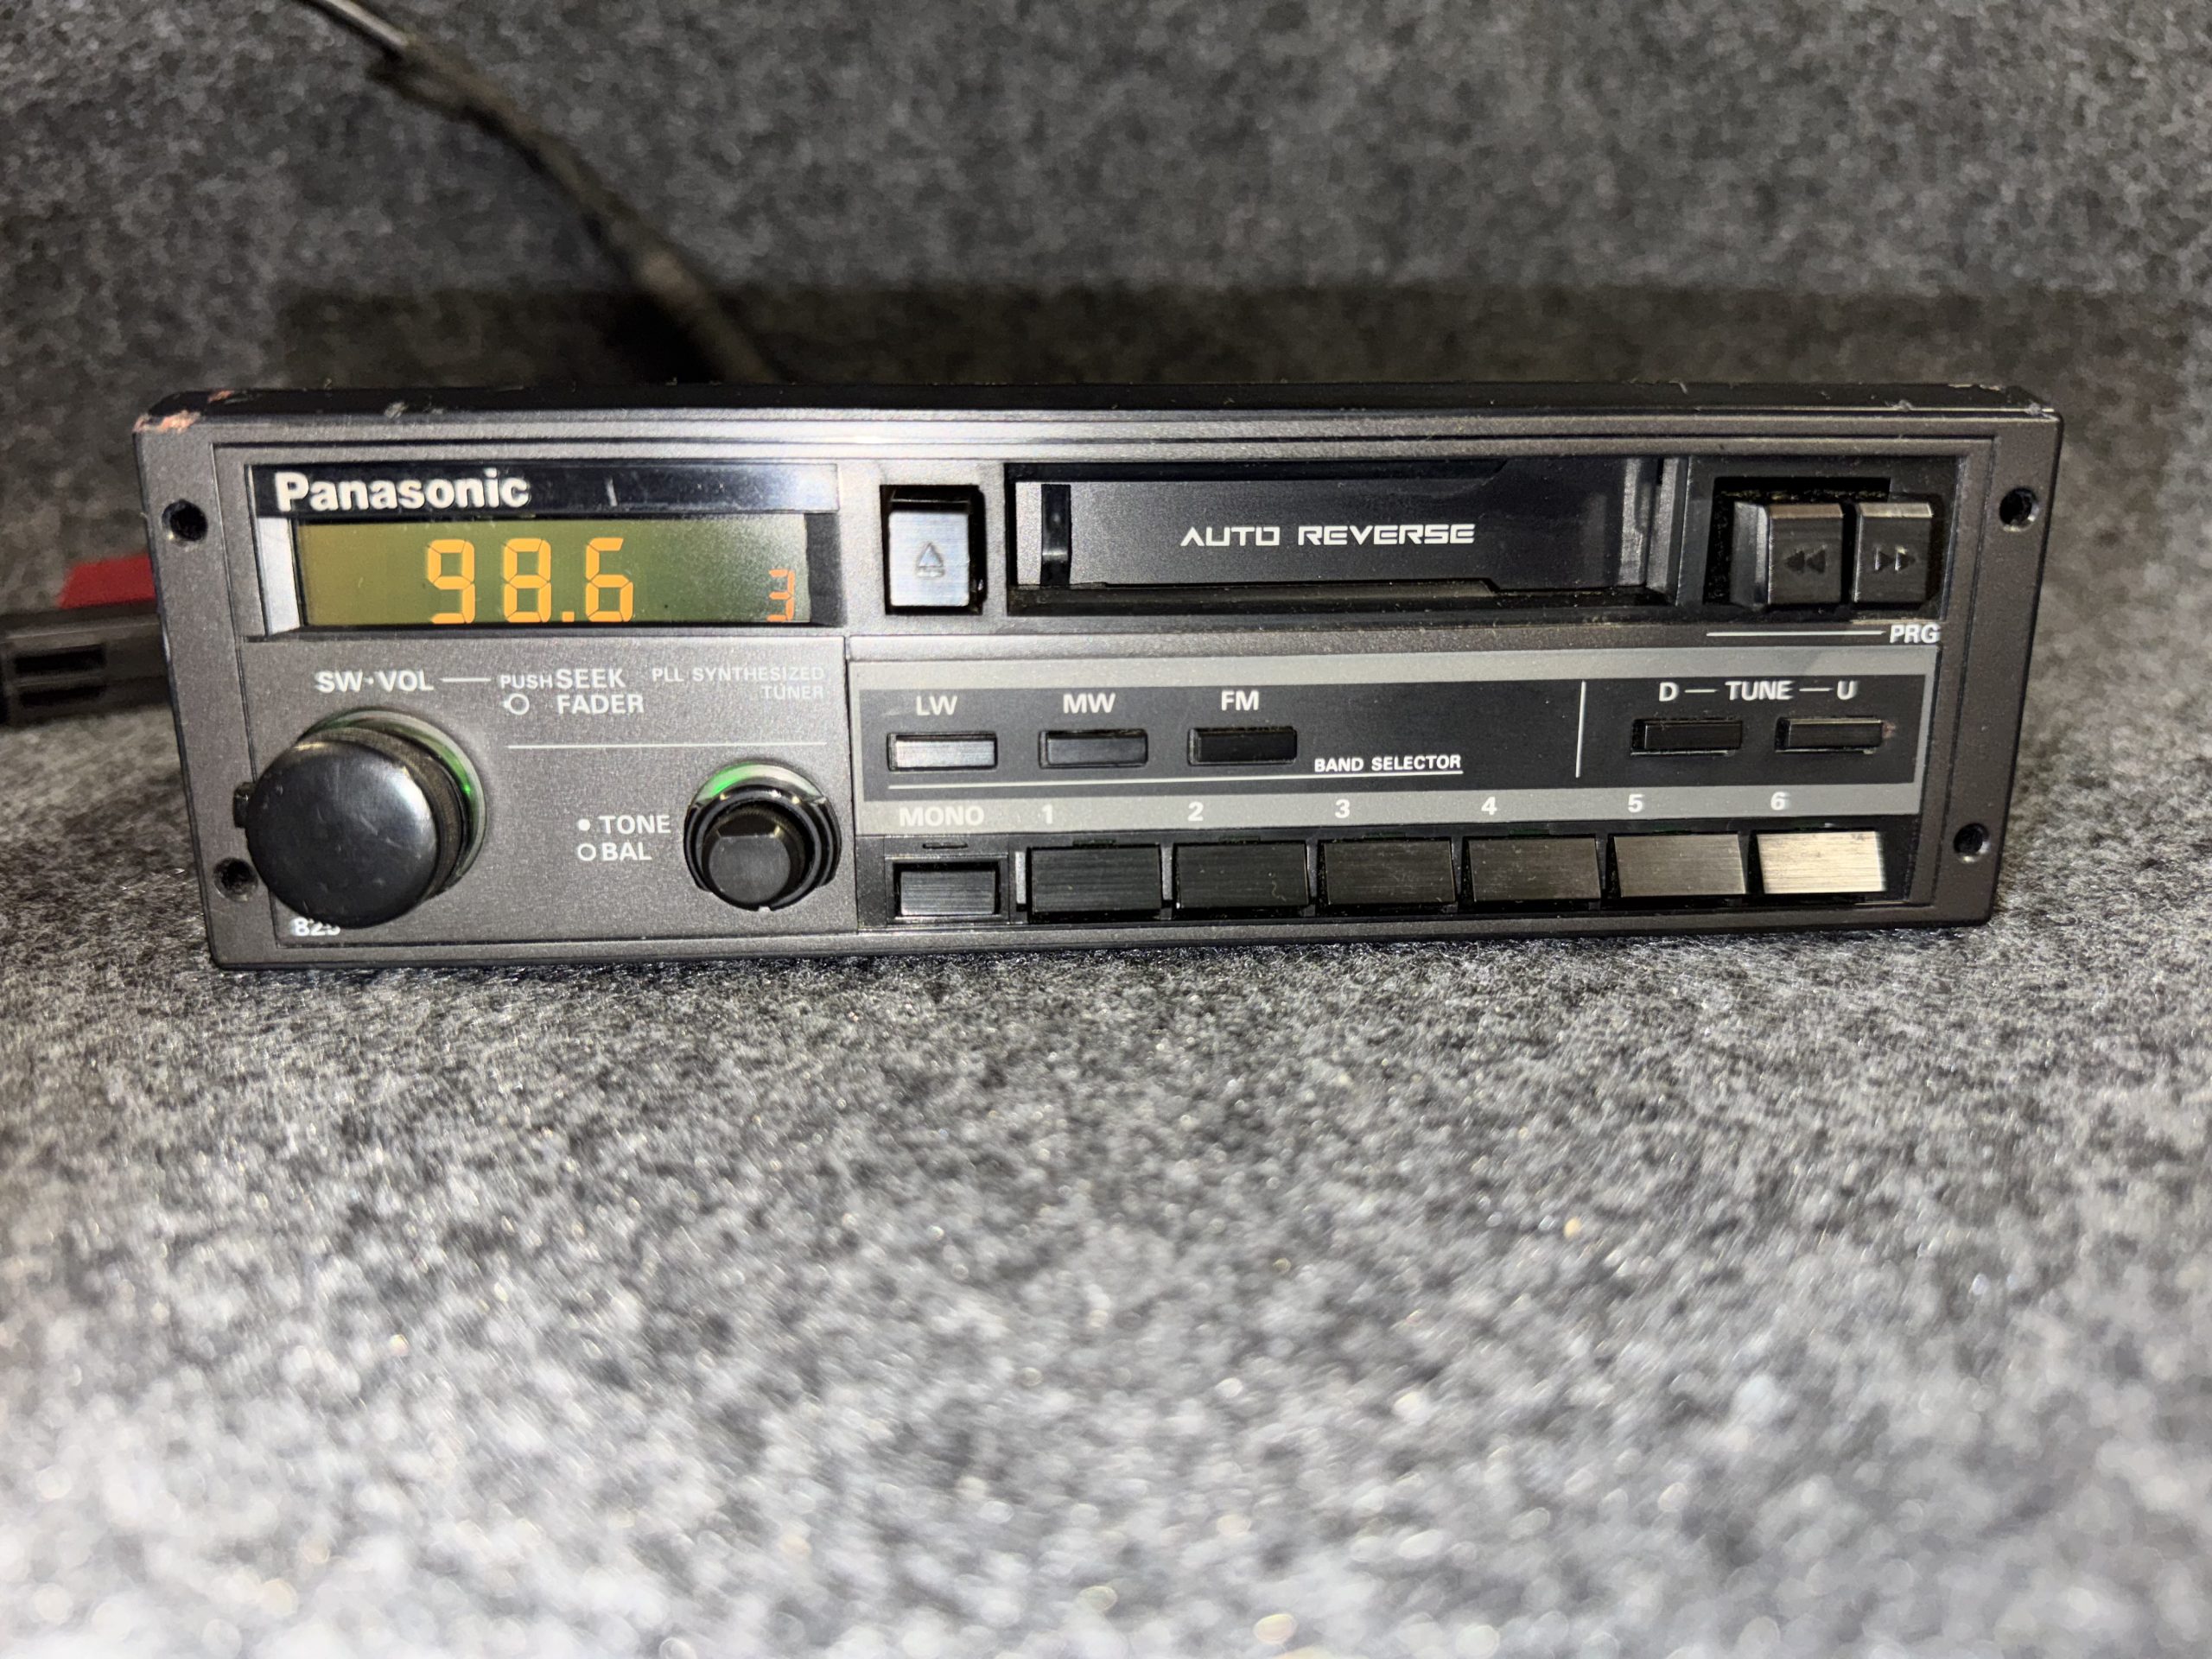 Panasonic
98.6 3
AUTO REVERSE
PRG
SW·VOL — PUSH SEEK
FADER
PLL SYNTHESIZED
TUNER
TONE
BAL
LW MW FM
BAND SELECTOR
D — TUNE — U
MONO 1 2 3 4 5 6